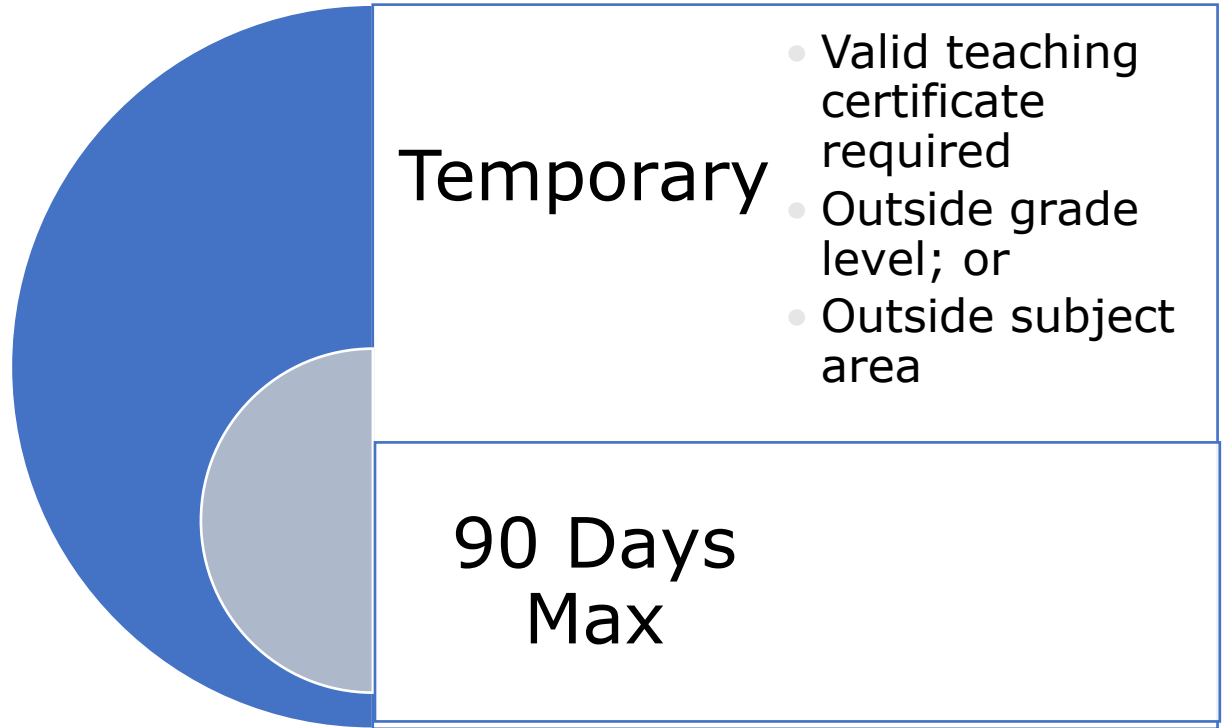 Temporary
• Valid teaching
certificate
required
• Outside grade
level; or
• Outside subject
area
90 Days
Max